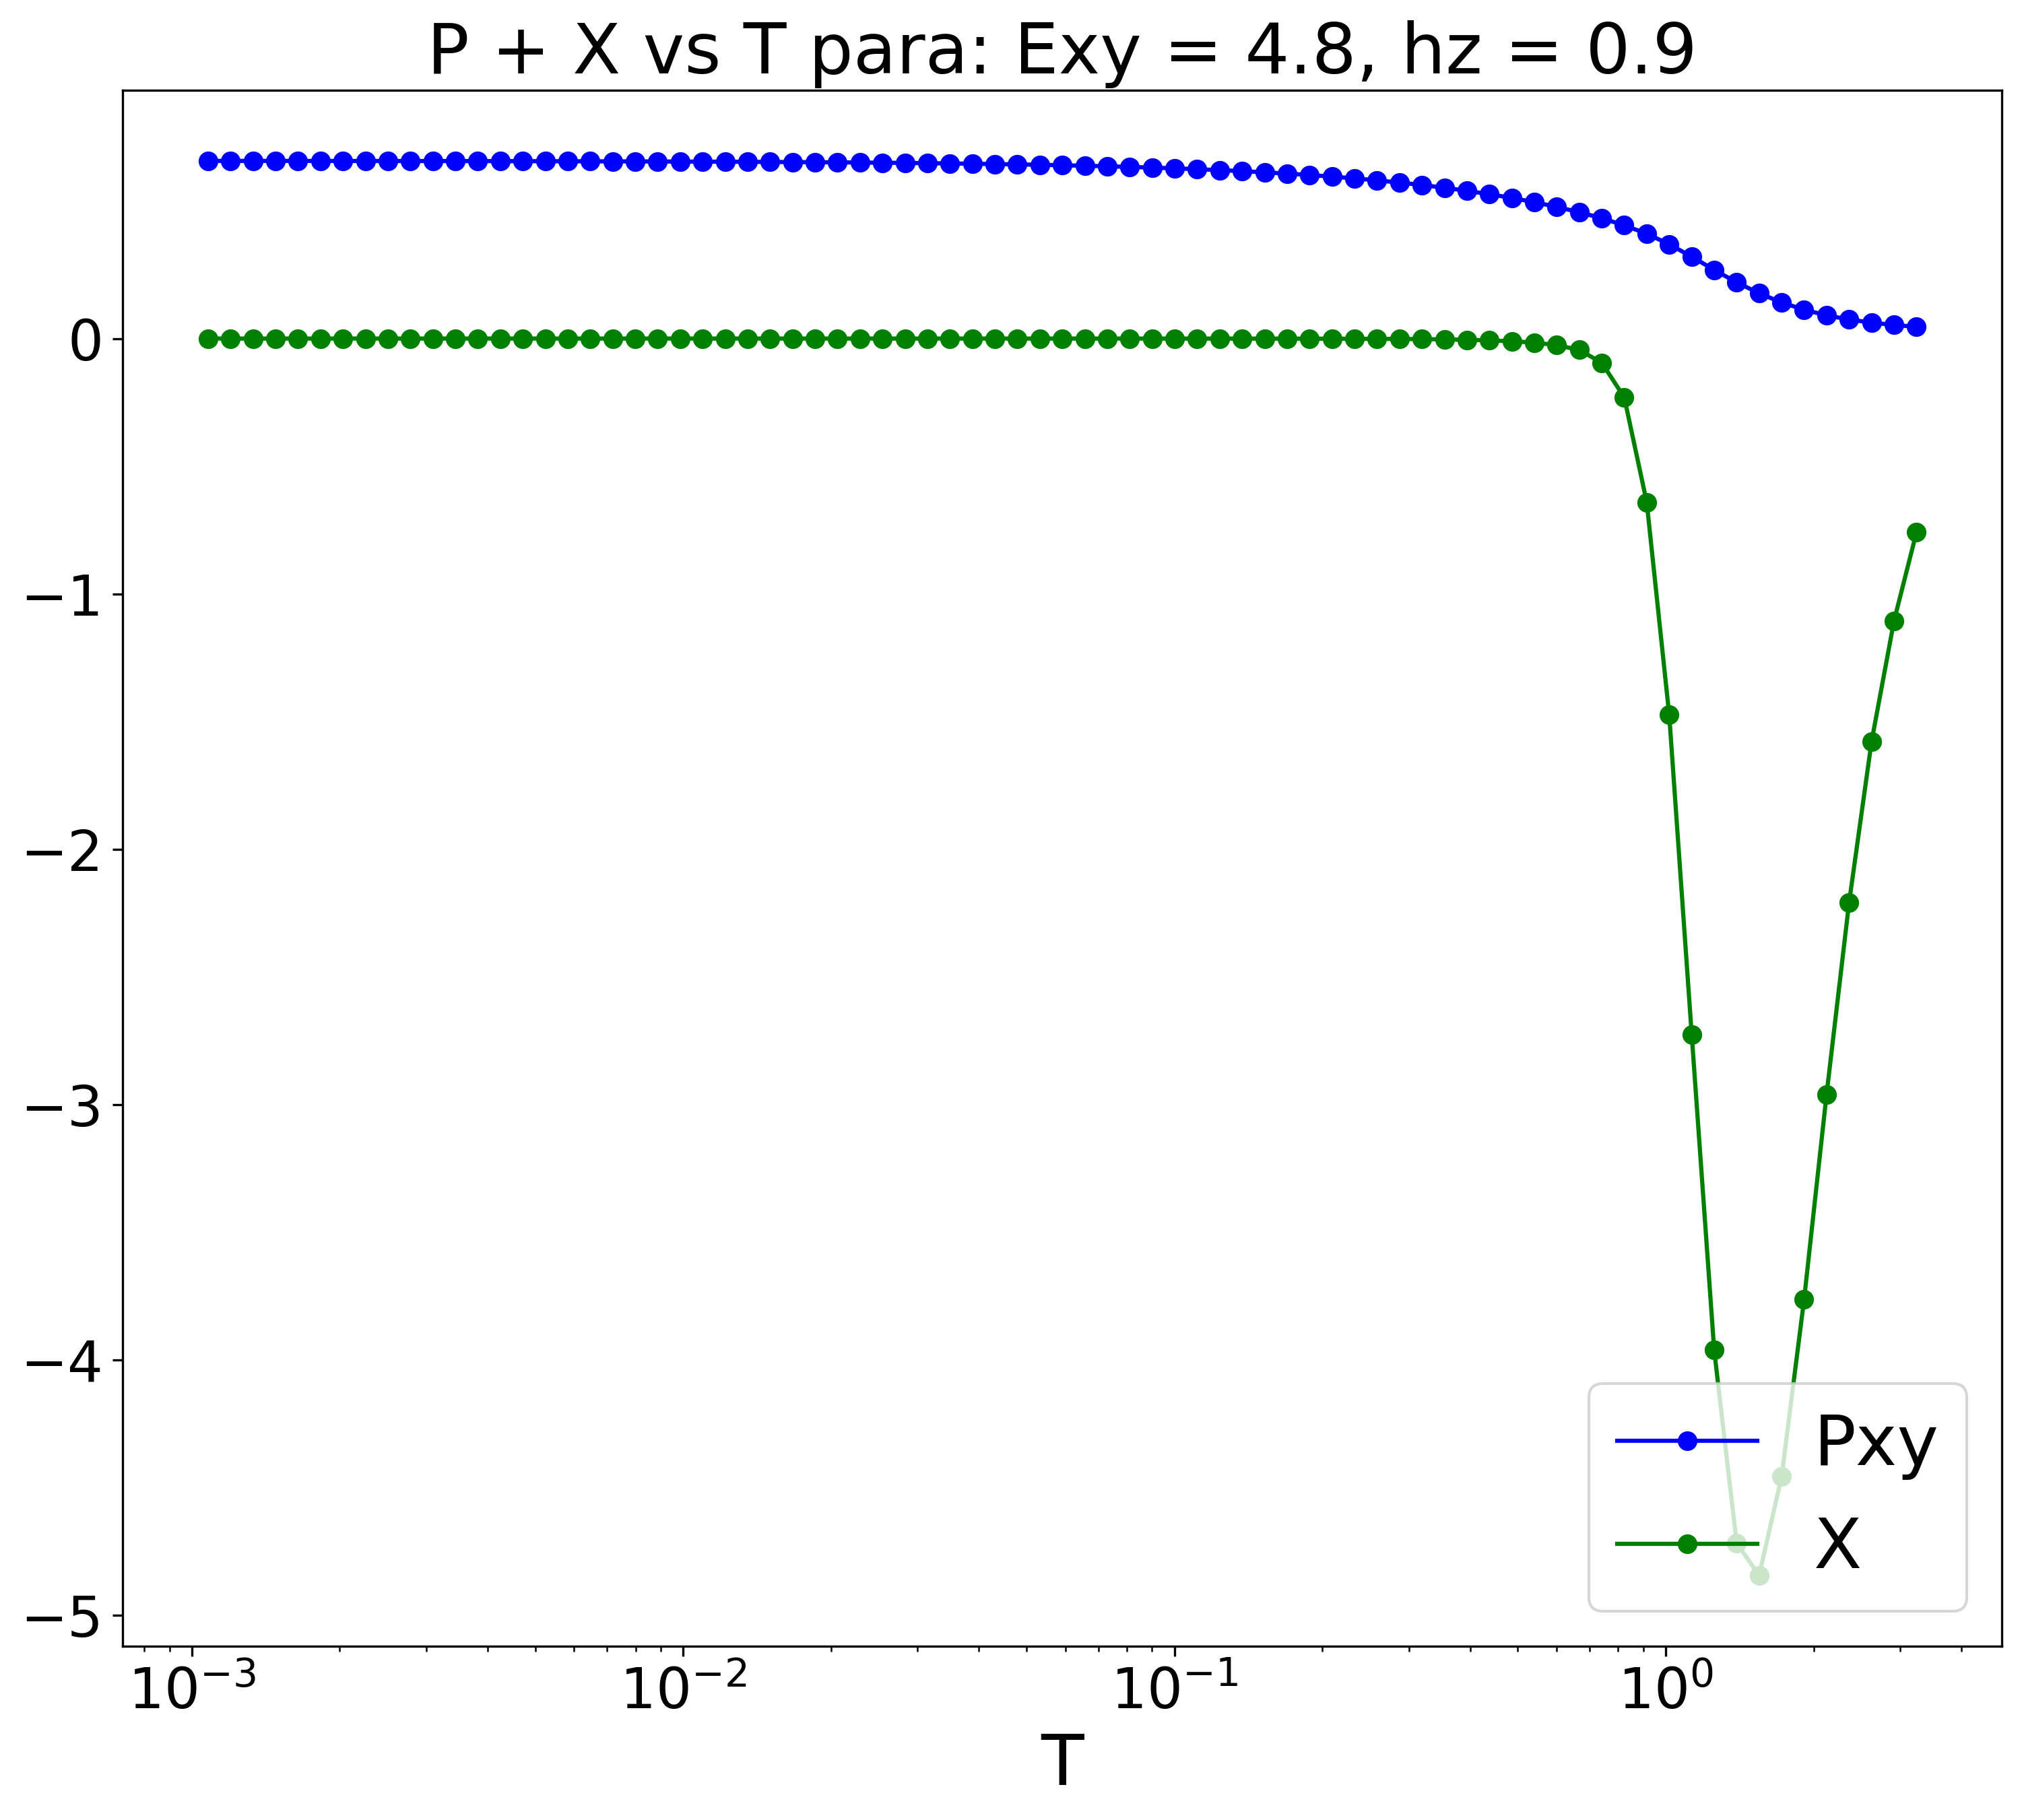 P + X vs T para: Exy = 4.8, hz = 0.9
0
−1
−2
−3
−4
−5
Pxy
X
10⁻³ 10⁻² 10⁻¹ 10⁰
T